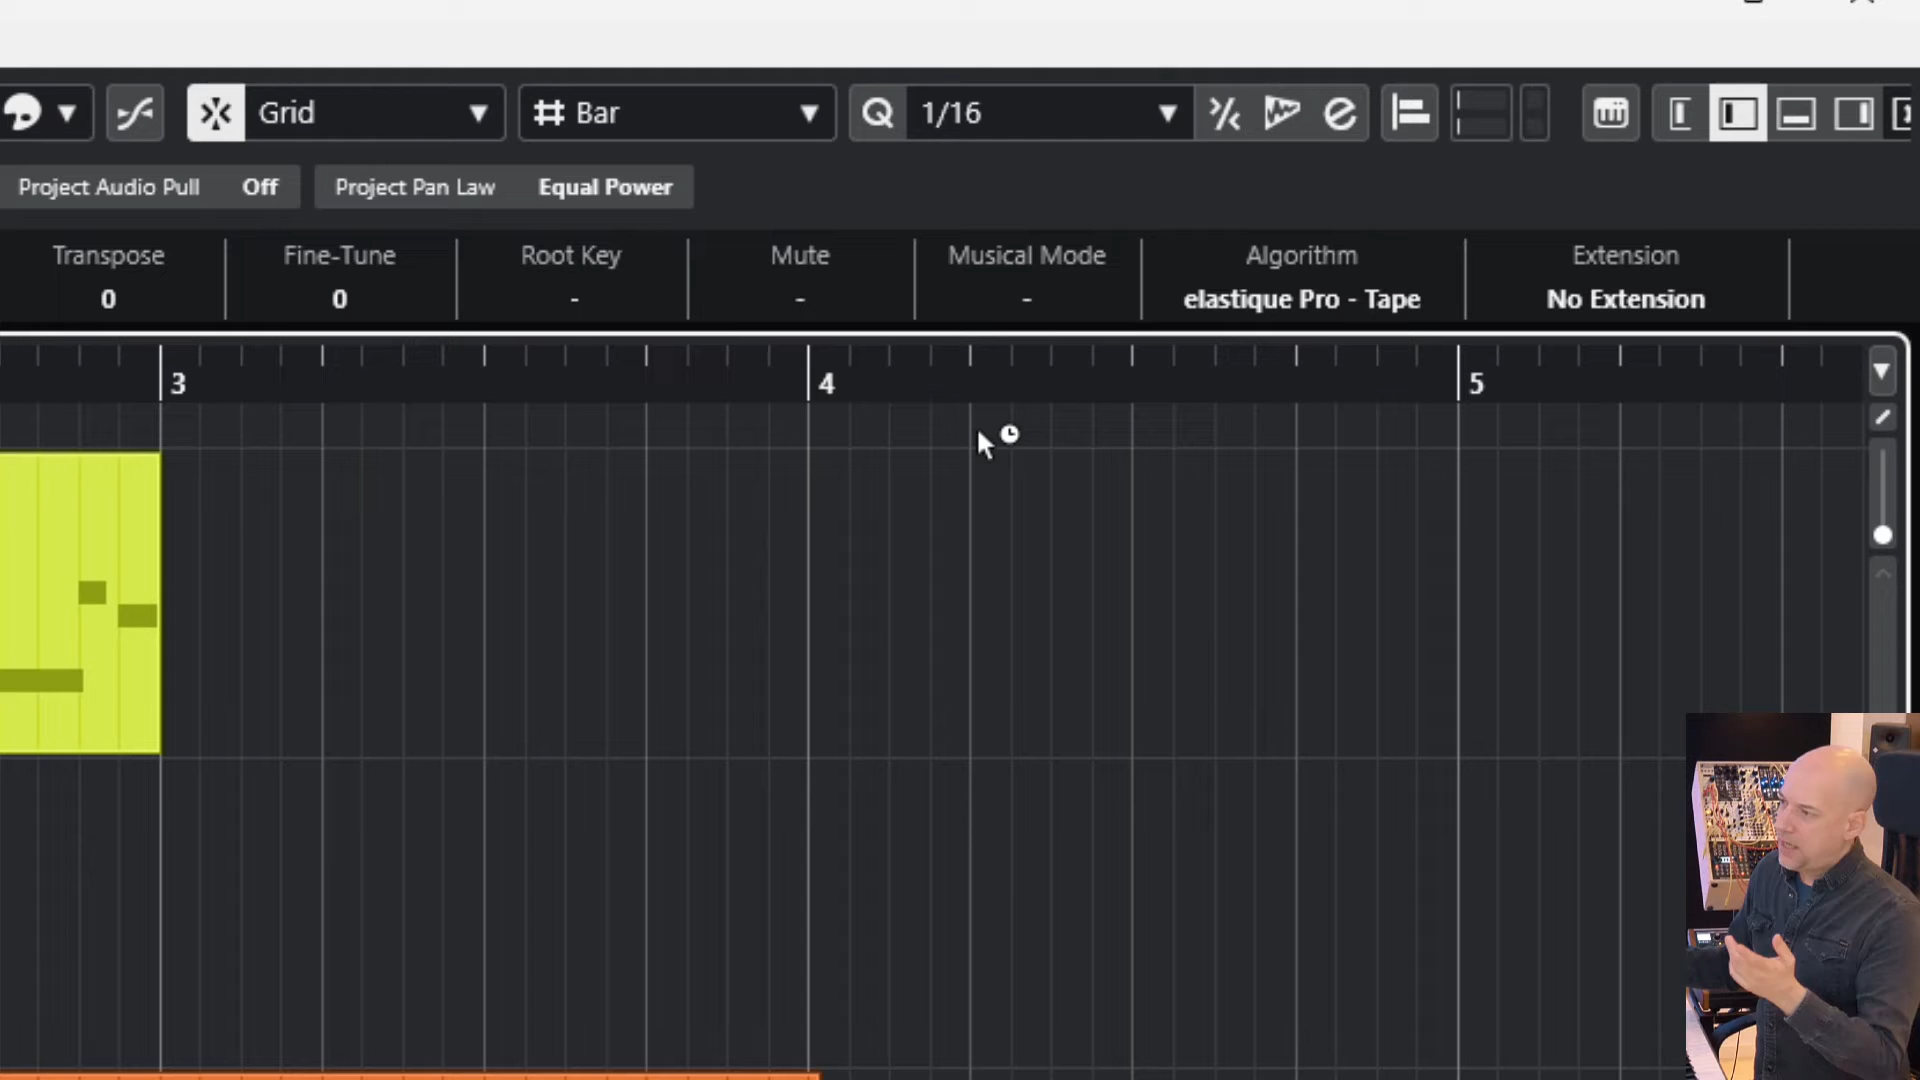 Grid Bar Q 1/16
Project Audio Pull Off Project Pan Law Equal Power
Transpose Fine-Tune Root Key Mute Musical Mode Algorithm Extension
0 0 - - - elastique Pro - Tape No Extension
3 4 5